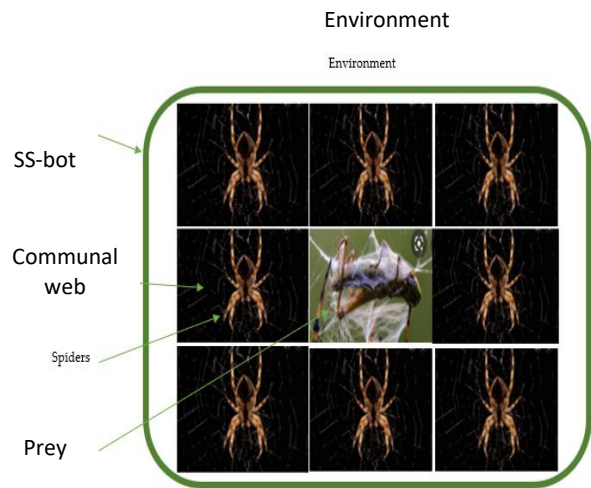 Environment
Environment
SS-bot
Communal
web
Spiders
Prey